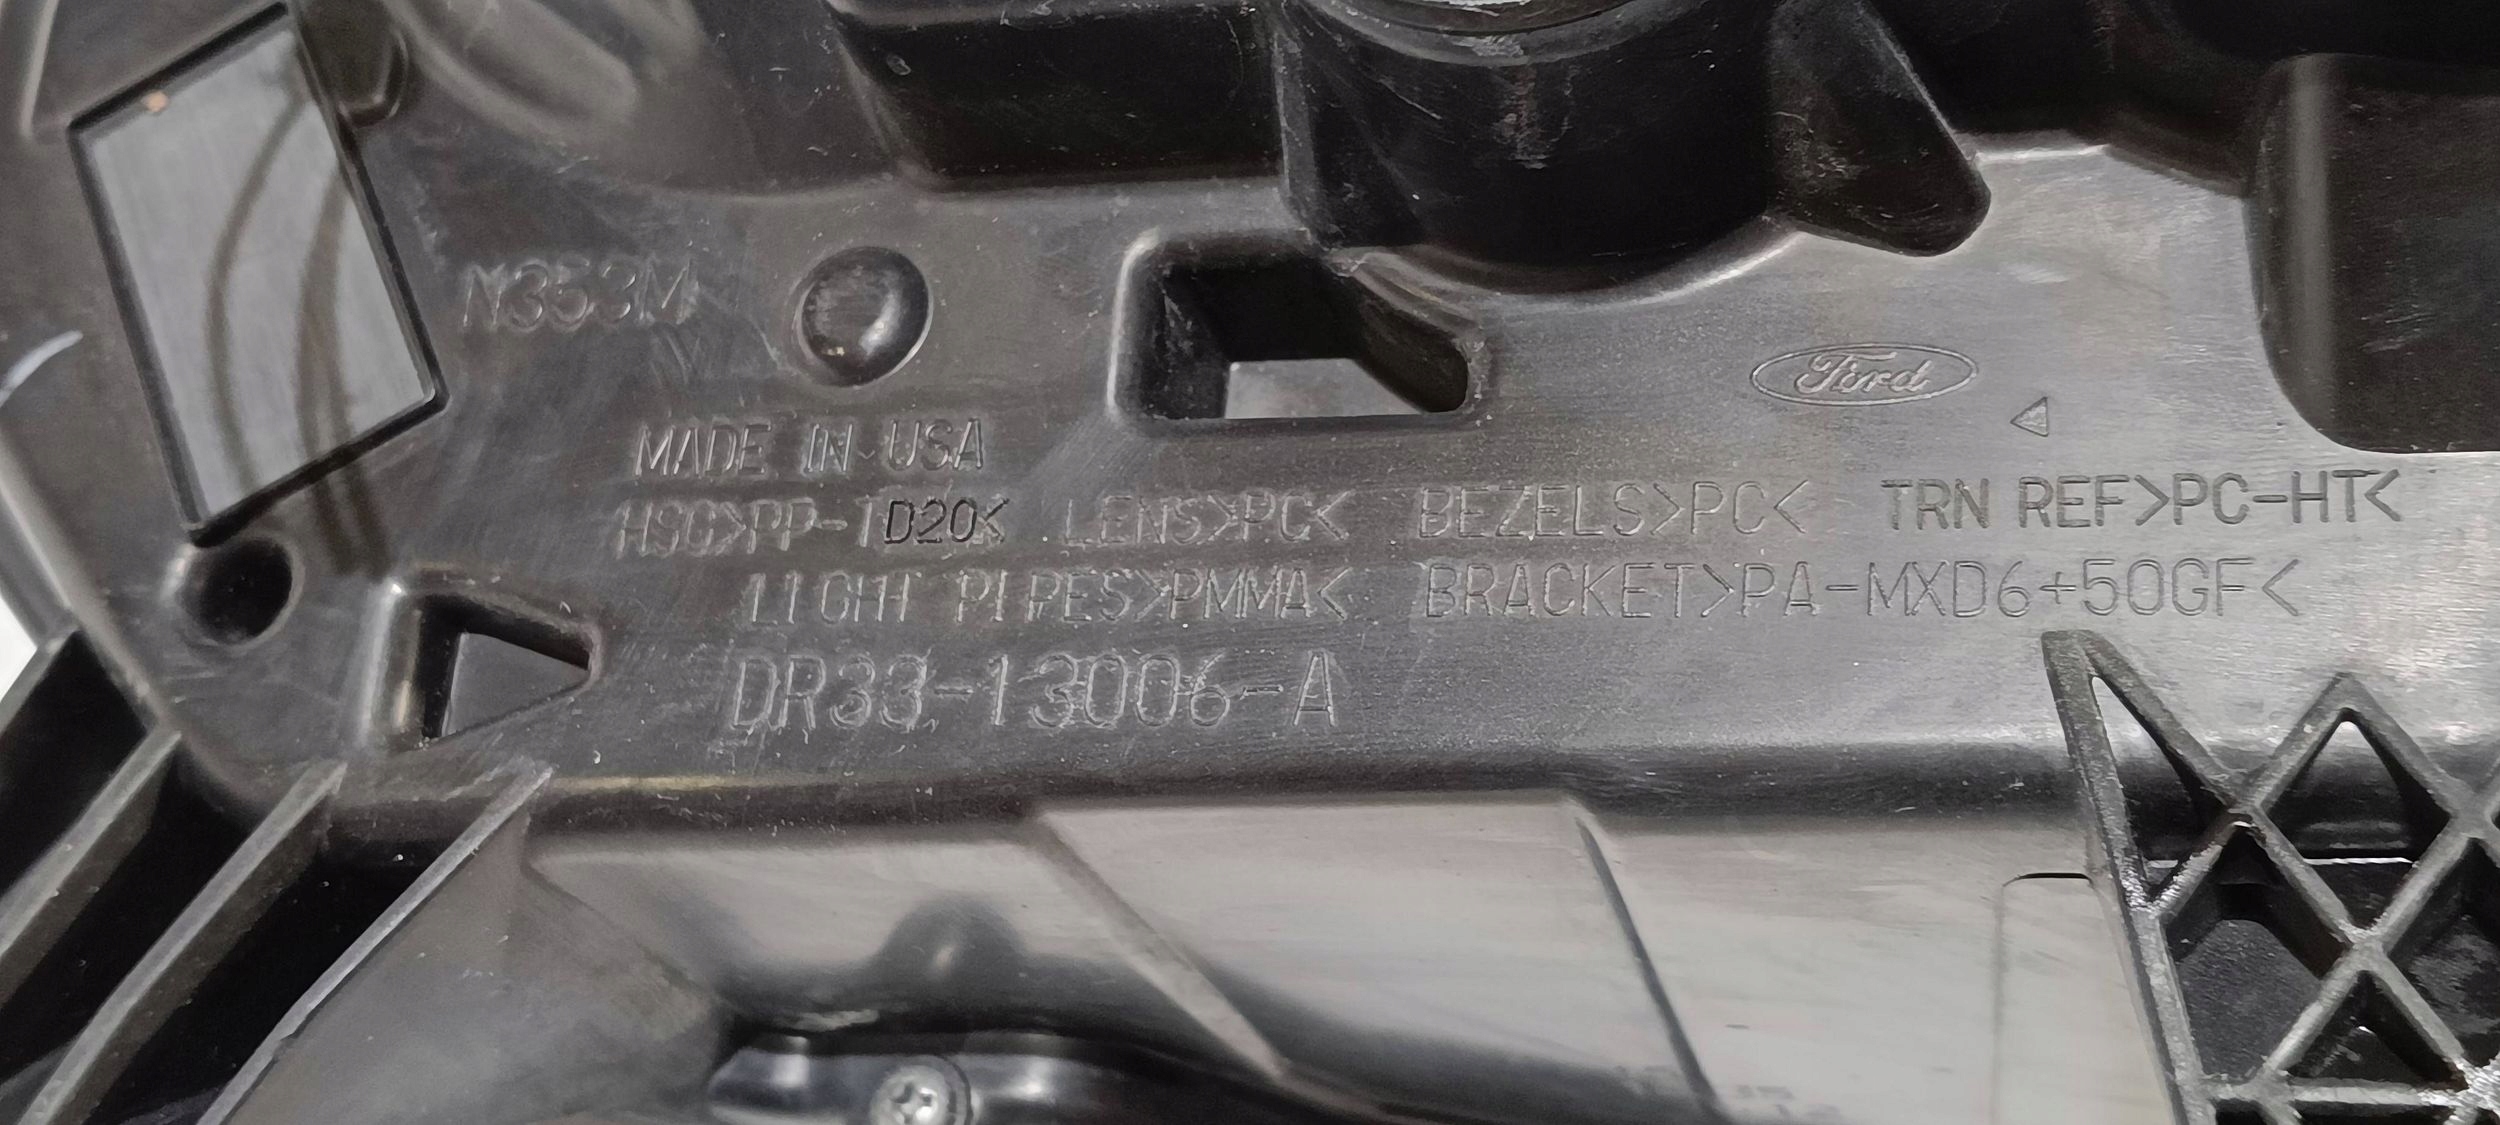 N353M
Ford
MADE IN USA
HSG>PP-TD20< LENS>PC< BEZELS>PC< TRN REF>PC-HT<
LIGHT PIPES>PMMA< BRACKET>PA-MXD6+50GF<
DR33-13006-A